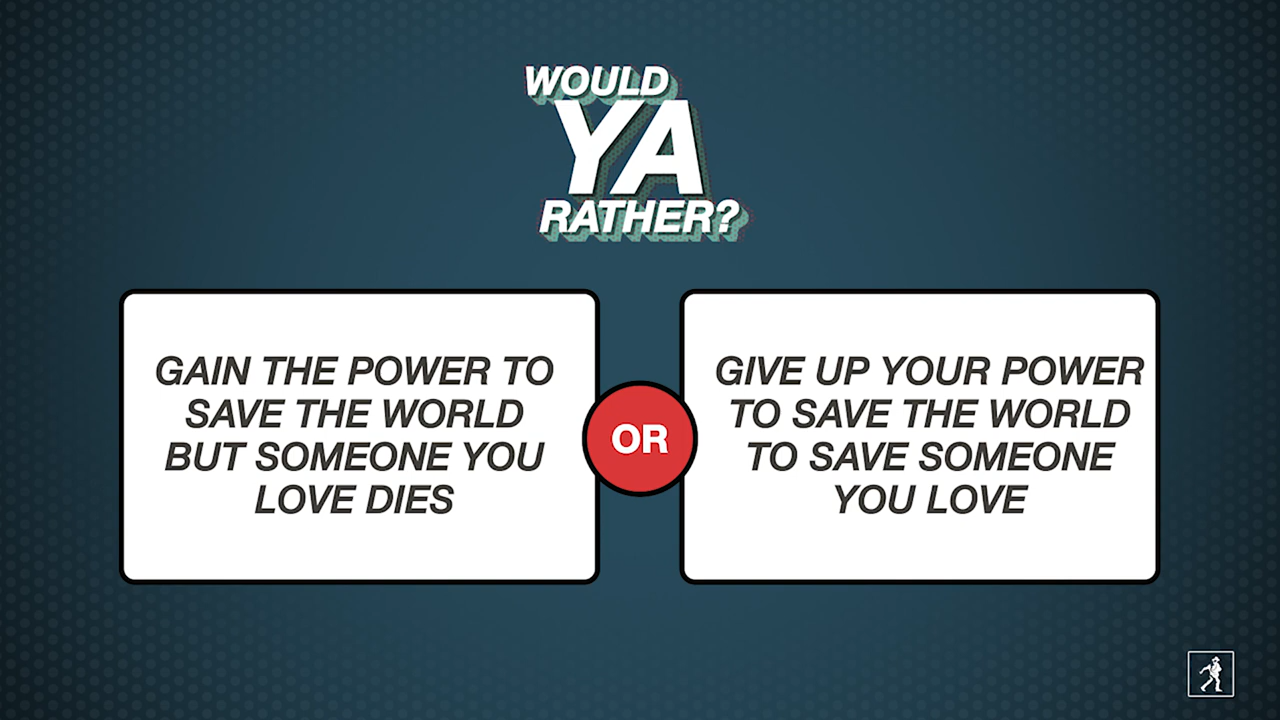 WOULD
YA
RATHER?
GAIN THE POWER TO
SAVE THE WORLD
BUT SOMEONE YOU
LOVE DIES
OR
GIVE UP YOUR POWER
TO SAVE THE WORLD
TO SAVE SOMEONE
YOU LOVE